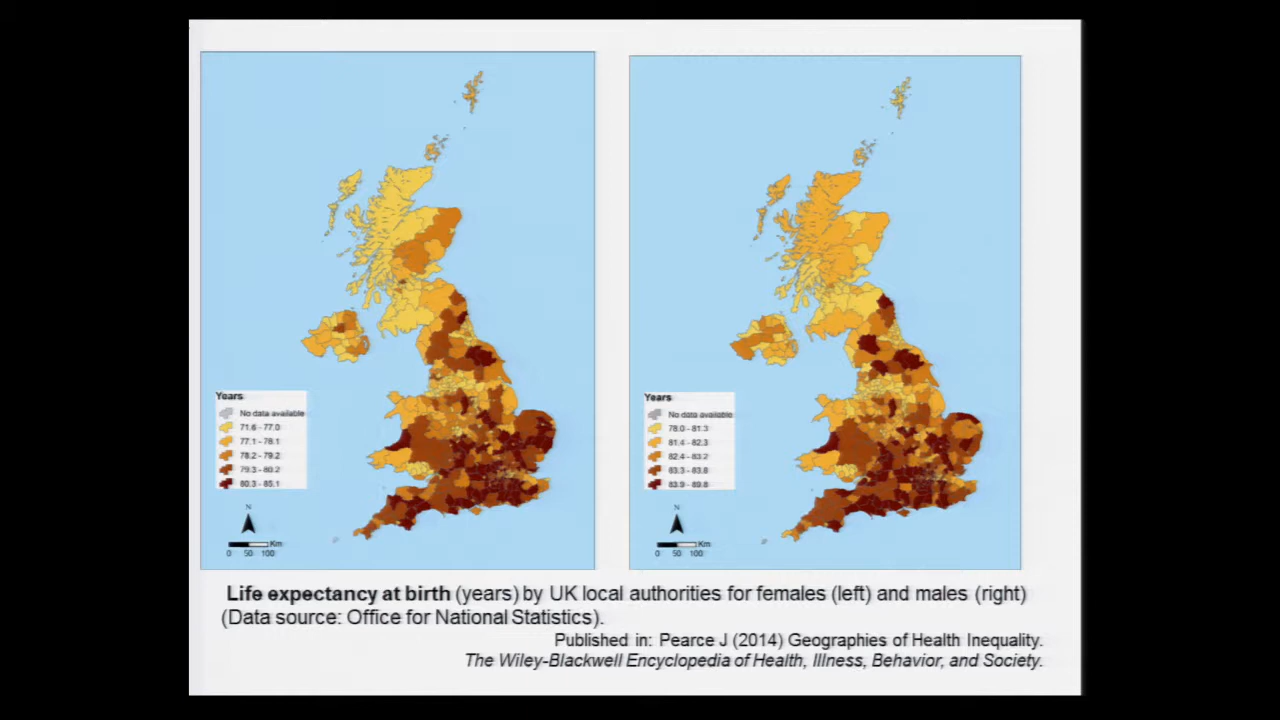 Years
No data available
71.6 - 77.0
77.1 - 78.1
78.2 - 79.2
79.3 - 80.2
80.3 - 85.1
N
Km
0 50 100
Years
No data available
78.0 - 81.3
81.4 - 82.3
82.4 - 83.2
83.3 - 83.8
83.9 - 89.8
N
Km
0 50 100
Life expectancy at birth (years) by UK local authorities for females (left) and males (right)
(Data source: Office for National Statistics).
Published in: Pearce J (2014) Geographies of Health Inequality.
The Wiley-Blackwell Encyclopedia of Health, Illness, Behavior, and Society.